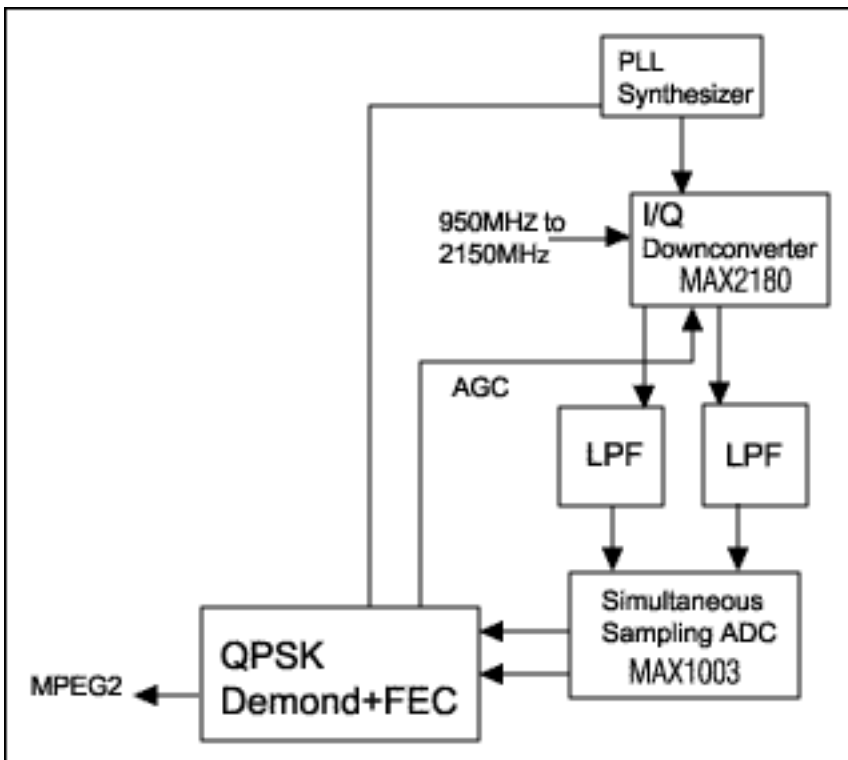 PLL
Synthesizer
950MHZ to
2150MHz
I/Q
Downconverter
MAX2180
AGC
LPF
LPF
Simultaneous
Sampling ADC
MAX1003
QPSK
Demond+FEC
MPEG2